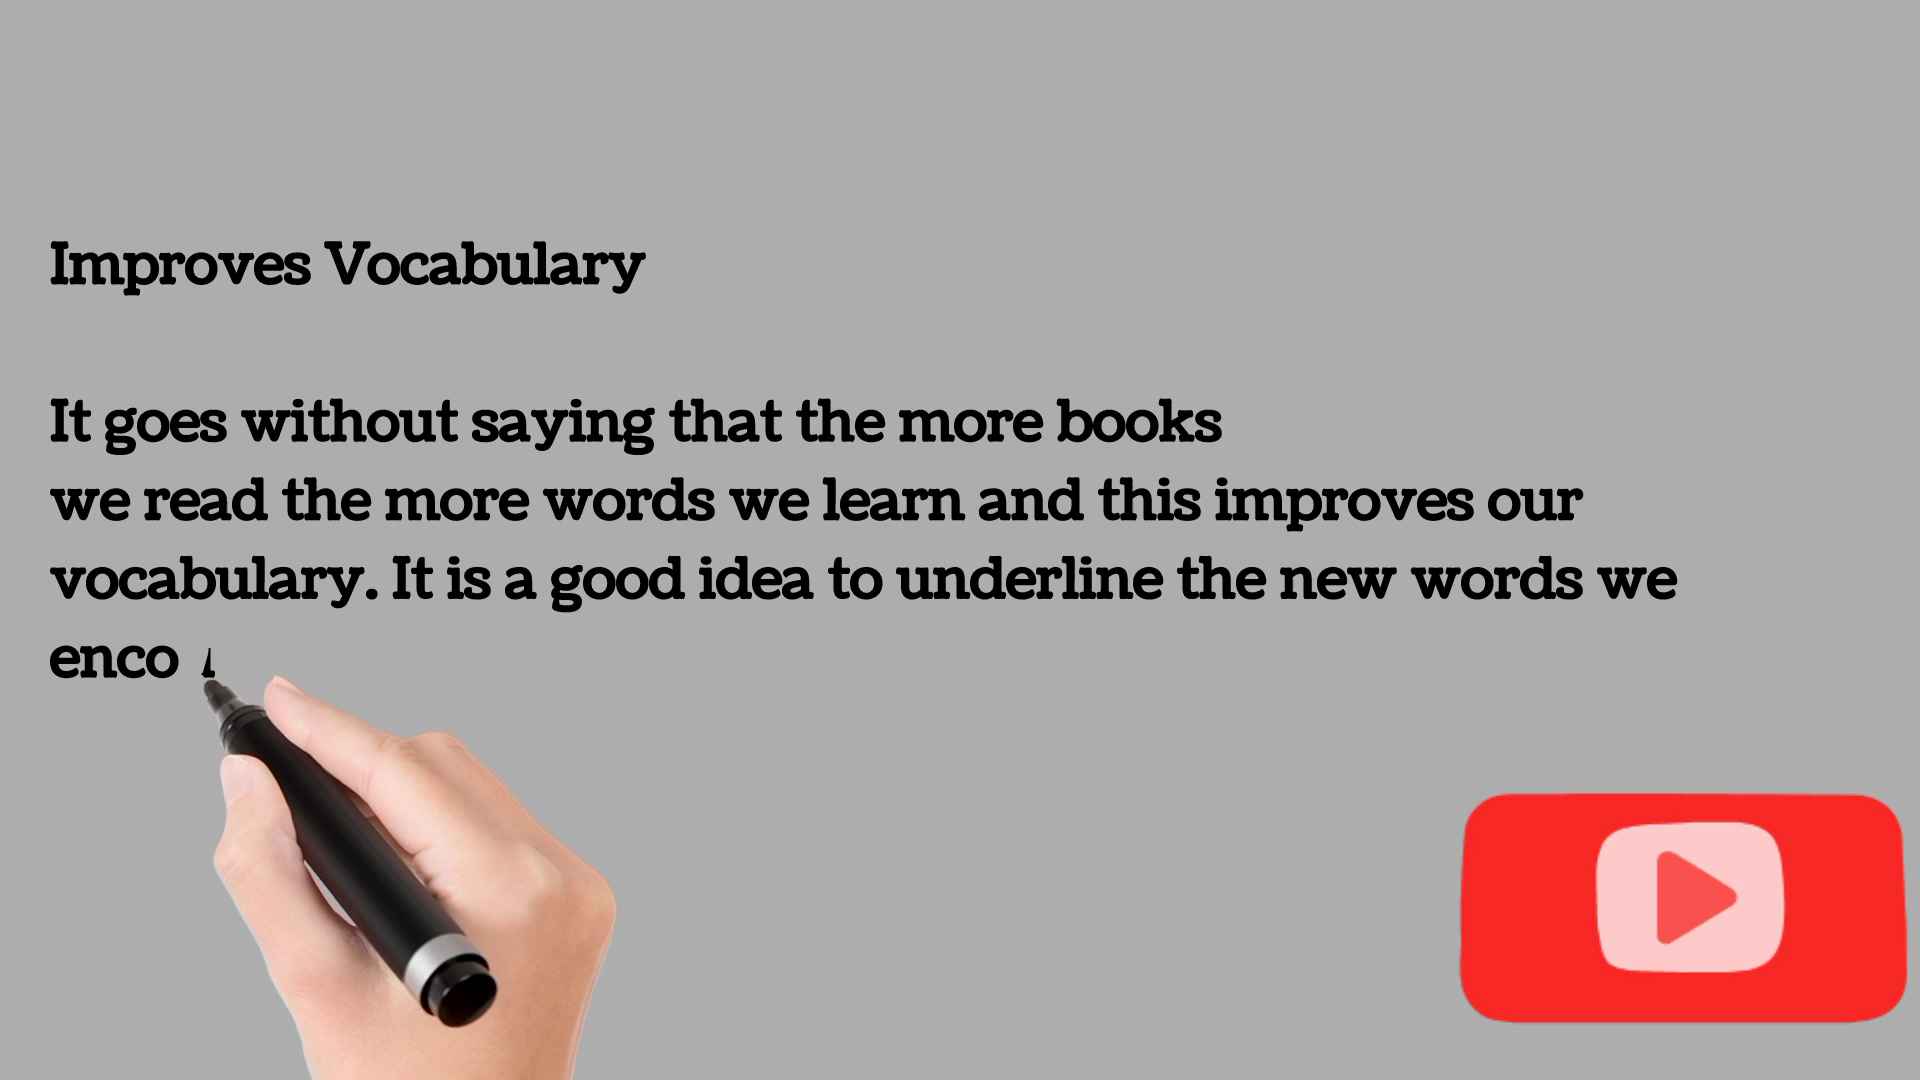 Improves Vocabulary
It goes without saying that the more books
we read the more words we learn and this improves our
vocabulary. It is a good idea to underline the new words we
enco